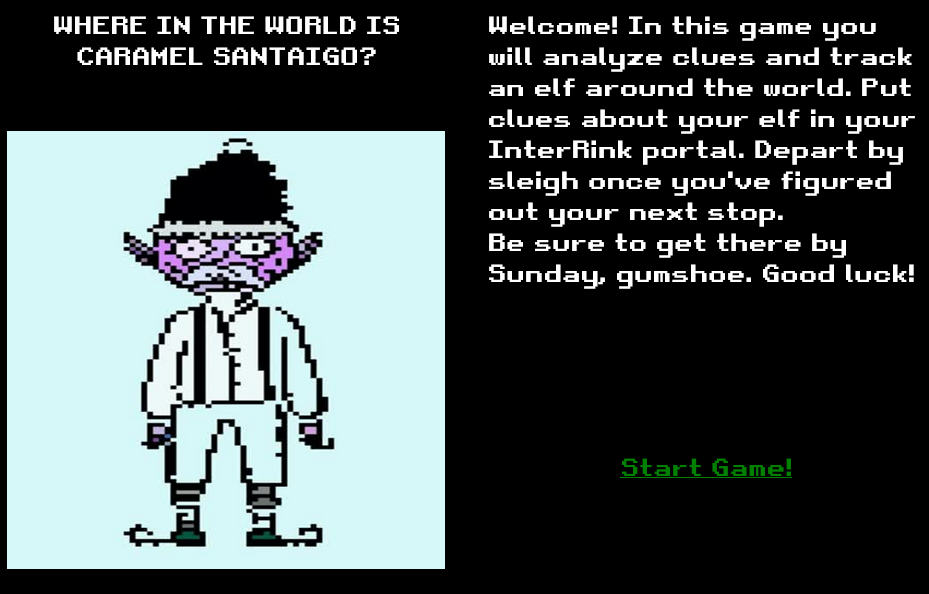 WHERE IN THE WORLD IS
CARAMEL SANTAIGO?
Welcome! In this game you
will analyze clues and track
an elf around the world. Put
clues about your elf in your
InterRink portal. Depart by
sleigh once you've figured
out your next stop.
Be sure to get there by
Sunday, gumshoe. Good luck!
Start Game!